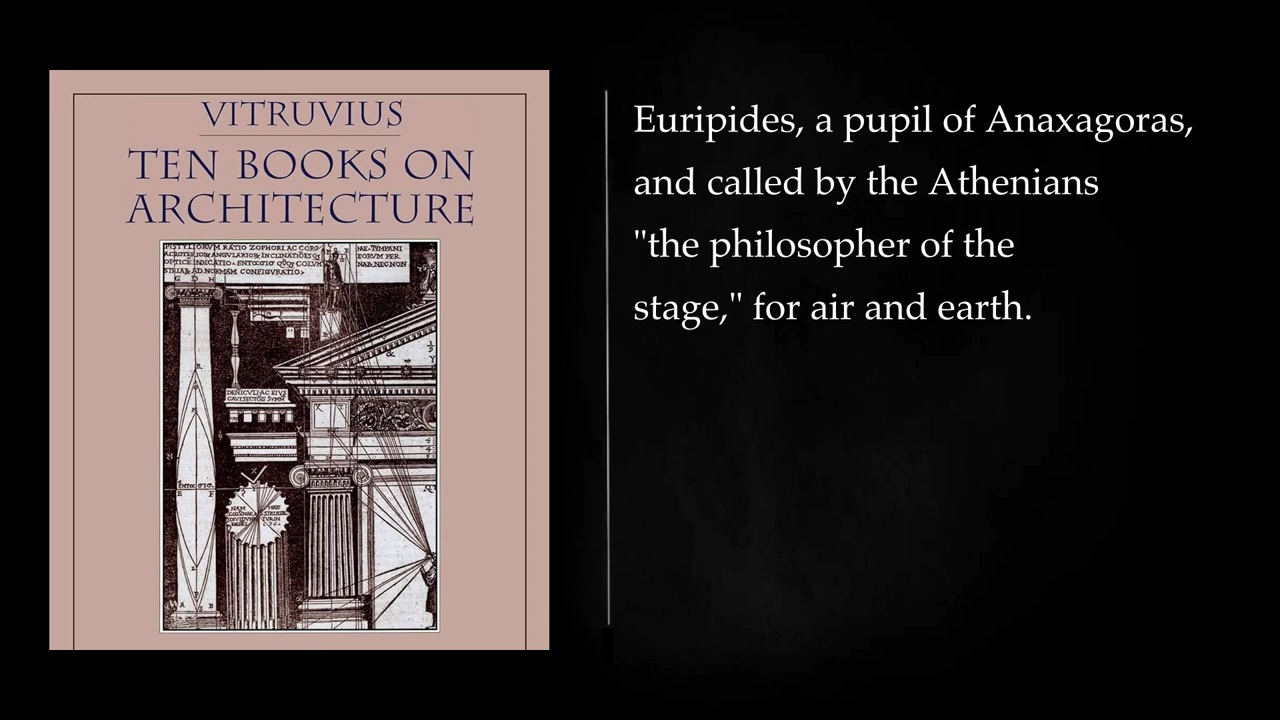 VITRUVIUS
TEN BOOKS ON
ARCHITECTURE
Euripides, a pupil of Anaxagoras,
and called by the Athenians
"the philosopher of the
stage," for air and earth.